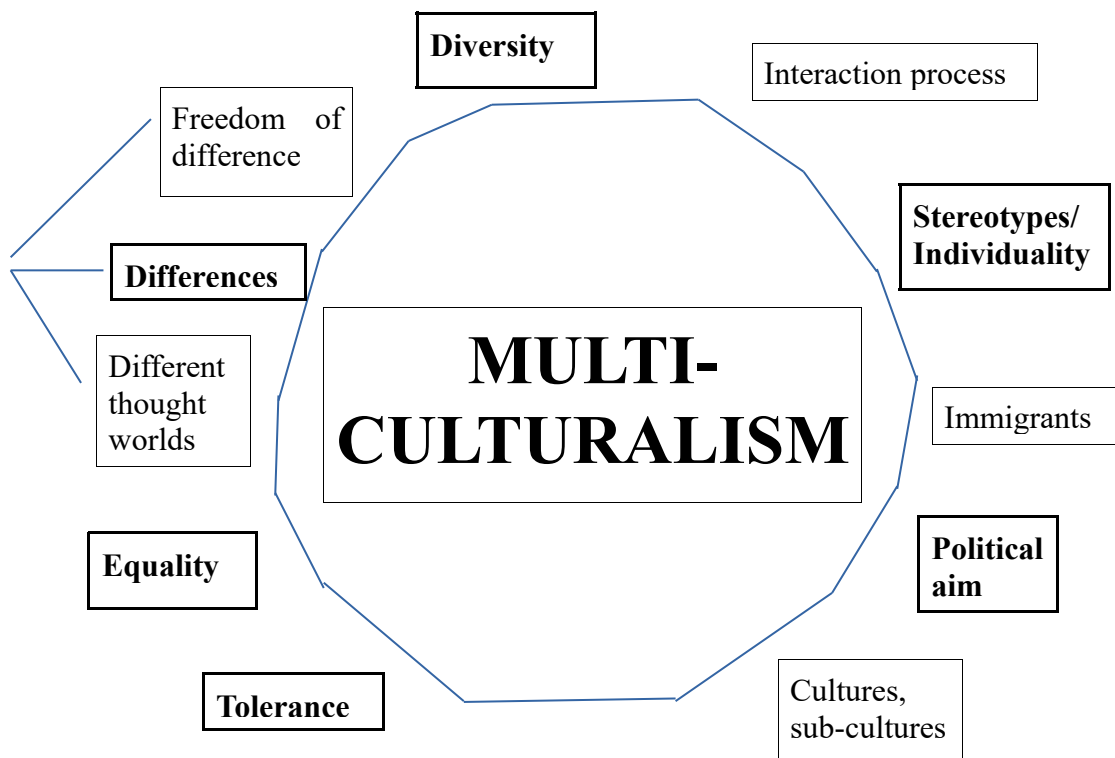 Diversity
Interaction process
Freedom of
difference
Stereotypes/
Individuality
Differences
MULTI-
CULTURALISM
Different
thought
worlds
Immigrants
Equality
Political
aim
Tolerance
Cultures,
sub-cultures